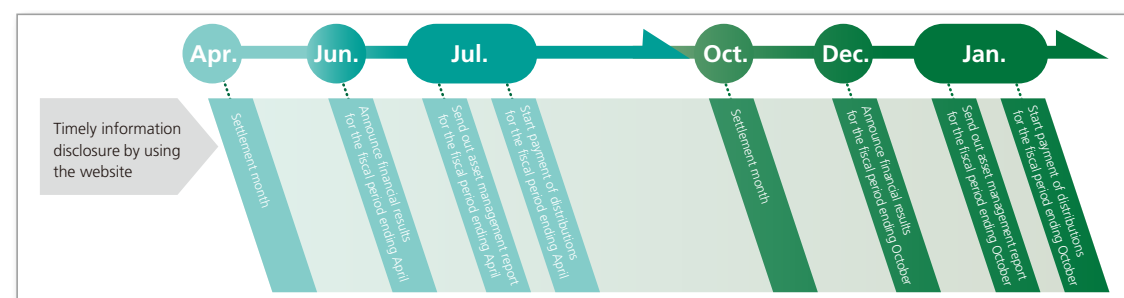 Apr.
Jun.
Jul.
Oct.
Dec.
Jan.
Timely information
disclosure by using
the website
Settlement month
Announce financial results
for the fiscal period ending April
Send out asset management report
for the fiscal period ending April
Start payment of distributions
for the fiscal period ending April
Settlement month
Announce financial results
for the fiscal period ending October
Send out asset management report
for the fiscal period ending October
Start payment of distributions
for the fiscal period ending October